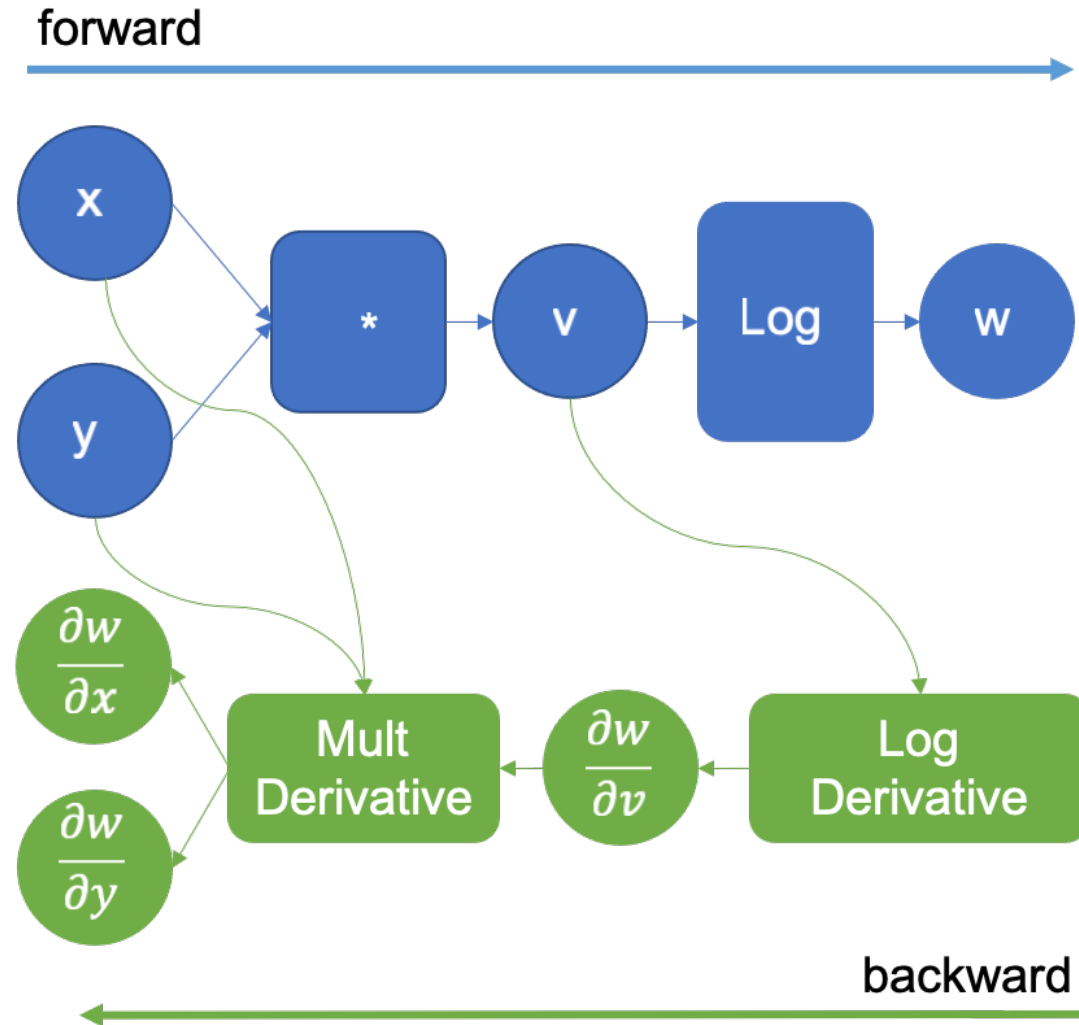 forward
x
*
v
Log
w
y
∂w
∂x
Mult
Derivative
∂w
∂v
Log
Derivative
∂w
∂y
backward